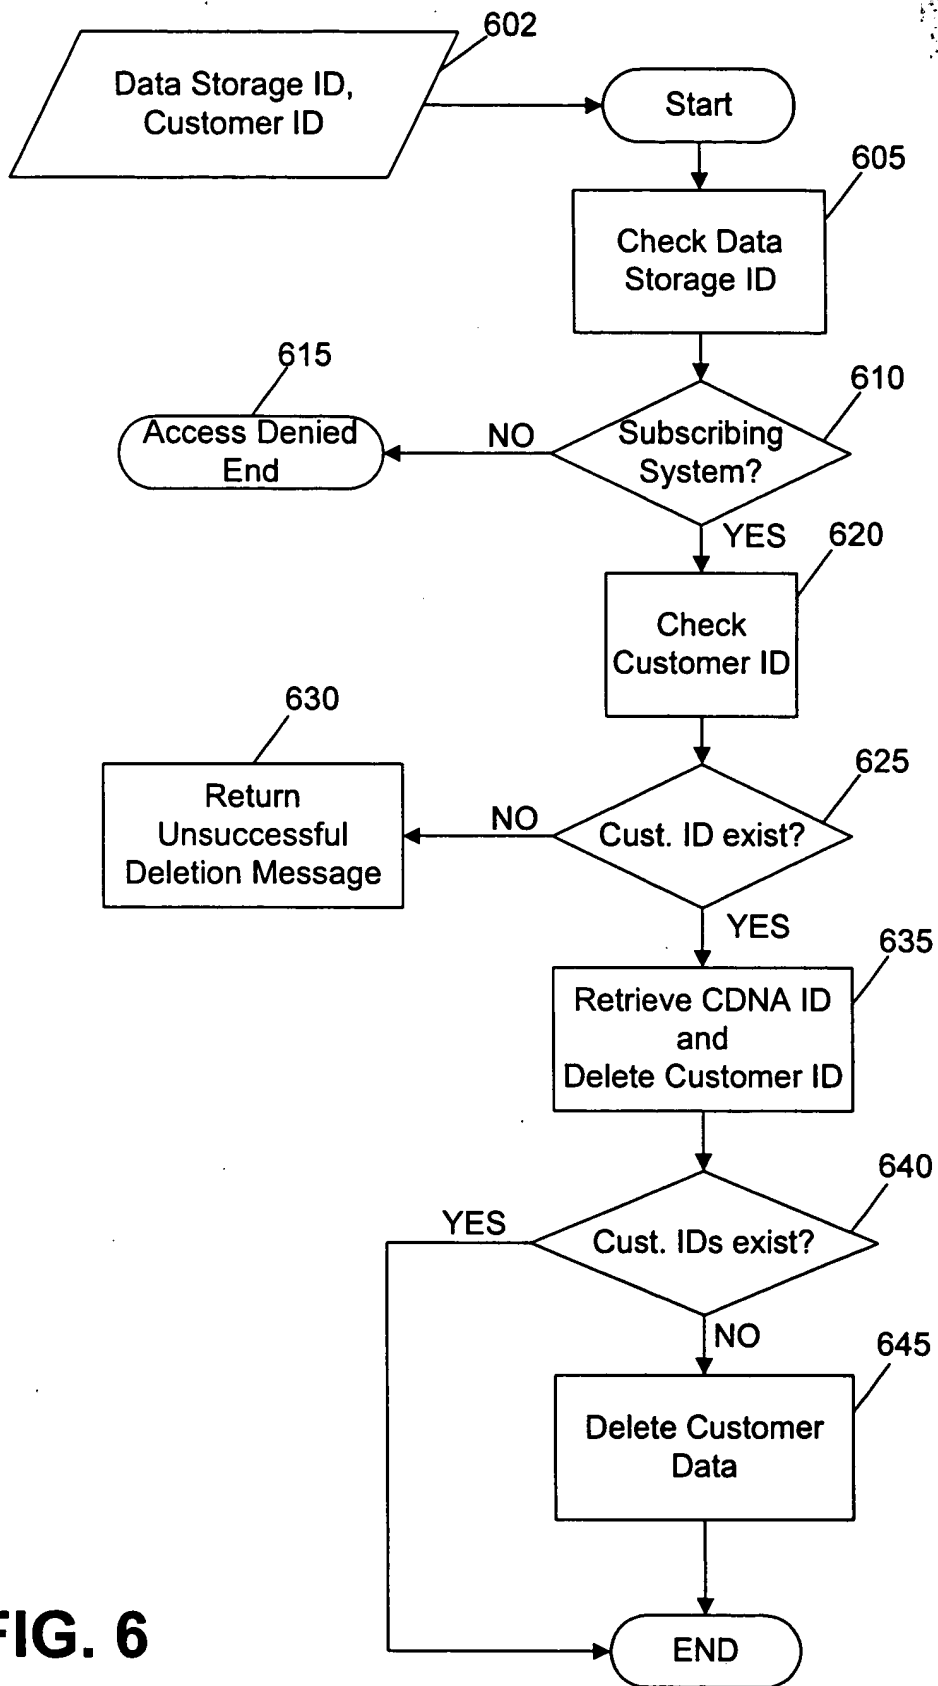 602
Data Storage ID,
Customer ID
Start
605
Check Data
Storage ID
615
610
Access Denied
End
NO
Subscribing
System?
YES
620
Check
Customer ID
630
625
Return
Unsuccessful
Deletion Message
NO
Cust. ID exist?
YES
635
Retrieve CDNA ID
and
Delete Customer ID
640
YES
Cust. IDs exist?
NO
645
Delete Customer
Data
END
FIG. 6